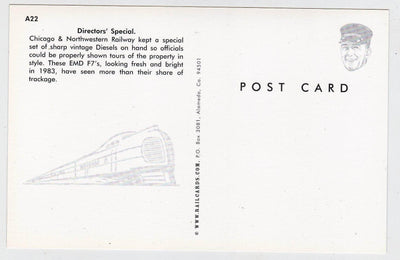 A22
Directors' Special.
Chicago & Northwestern Railway kept a special
set of sharp vintage Diesels on hand so officials
could be properly shown tours of the property in
style. These EMD F7's, looking fresh and bright
in 1983, have seen more than their share of
trackage.
© WWW.RAILCARDS.COM, P.O. Box 2081, Alameda, Ca. 94501
POST CARD